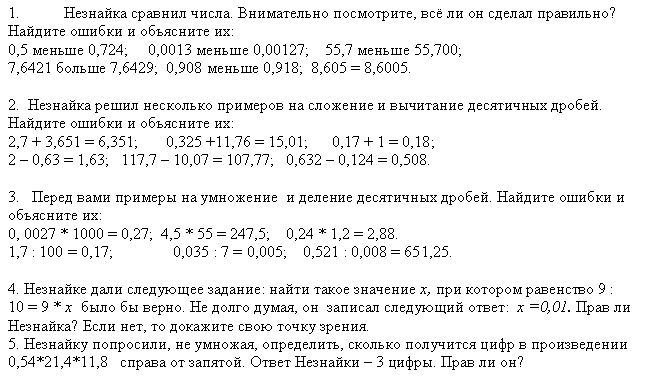 1. Незнайка сравнил числа. Внимательно посмотрите, всё ли он сделал правильно?
Найдите ошибки и объясните их:
0,5 меньше 0,724; 0,0013 меньше 0,00127; 55,7 меньше 55,700;
7,6421 больше 7,6429; 0,908 меньше 0,918; 8,605 = 8,6005.
2. Незнайка решил несколько примеров на сложение и вычитание десятичных дробей.
Найдите ошибки и объясните их:
2,7 + 3,651 = 6,351; 0,325 +11,76 = 15,01; 0,17 + 1 = 0,18;
2 – 0,63 = 1,63; 117,7 – 10,07 = 107,77; 0,632 – 0,124 = 0,508.
3. Перед вами примеры на умножение и деление десятичных дробей. Найдите ошибки и
объясните их:
0, 0027 * 1000 = 0,27; 4,5 * 55 = 247,5; 0,24 * 1,2 = 2,88.
1,7 : 100 = 0,17; 0,035 : 7 = 0,005; 0,521 : 0,008 = 651,25.
4. Незнайке дали следующее задание: найти такое значение x, при котором равенство 9 :
10 = 9 * x было бы верно. Не долго думая, он записал следующий ответ: x =0,01. Прав ли
Незнайка? Если нет, то докажите свою точку зрения.
5. Незнайку попросили, не умножая, определить, сколько получится цифр в произведении
0,54*21,4*11,8 справа от запятой. Ответ Незнайки – 3 цифры. Прав ли он?